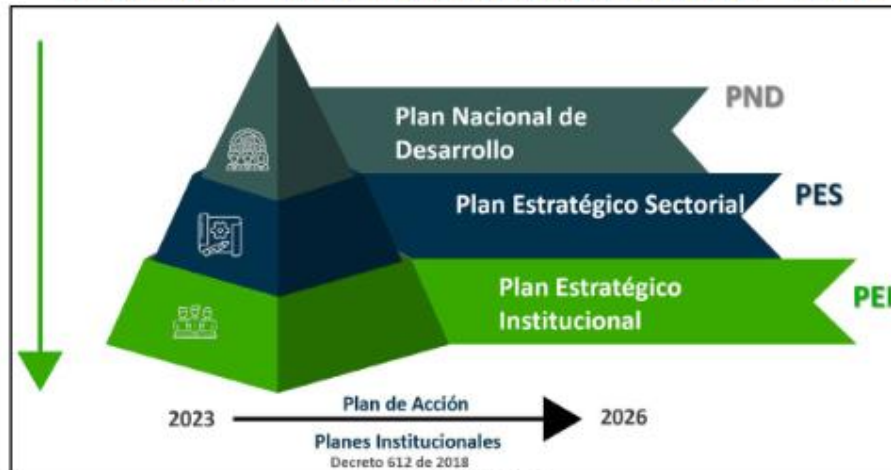 PND
Plan Nacional de
Desarrollo
Plan Estratégico Sectorial
PES
Plan Estratégico
Institucional
PEI
2023
Plan de Acción
2026
Planes Institucionales
Decreto 612 de 2018